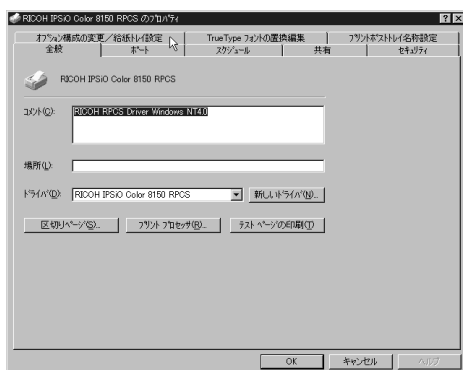 RICOH IPSiO Color 8150 RPCS のプロパティ
オプション構成の変更/給紙トレイ設定 TrueType フォントの置換編集 プリントポストトレイ名称設定
全般 ポート スケジュール 共有 セキュリティ
RICOH IPSiO Color 8150 RPCS
コメント(C):
RICOH RPCS Driver Windows NT4.0
場所(L):
ドライバ(D):
RICOH IPSiO Color 8150 RPCS
新しいドライバ(N)...
区切りページ(S)...
プリント プロセッサ(R)...
テスト ページの印刷(T)
OK
キャンセル
ヘルプ